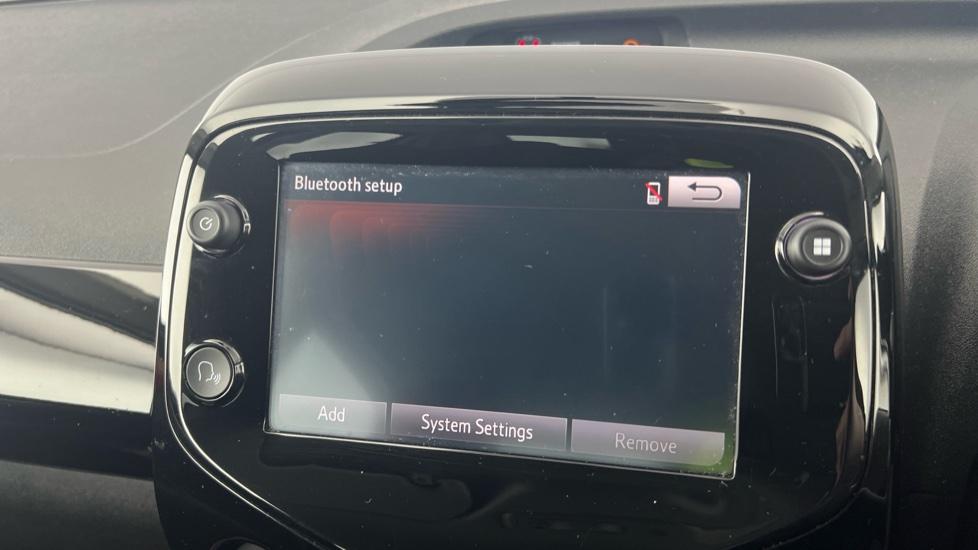 Bluetooth setup
Add
System Settings
Remove